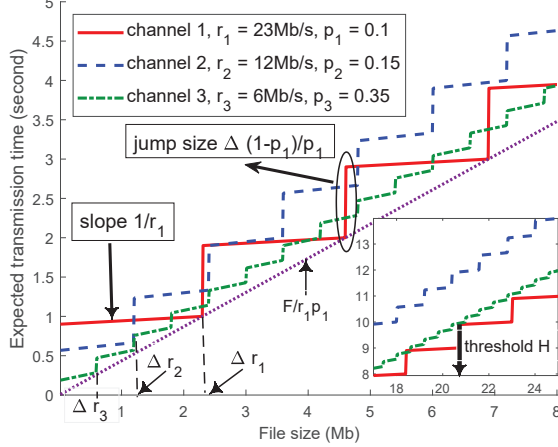 5
4.5
4
3.5
3
2.5
2
1.5
1
0.5
0
Expected transmission time (second)
channel 1, r1 = 23Mb/s, p1 = 0.1
channel 2, r2 = 12Mb/s, p2 = 0.15
channel 3, r3 = 6Mb/s, p3 = 0.35
jump size Δ (1-p1)/p1
slope 1/r1
F/r1p1
Δ r1
Δ r2
Δ r3
13
12
11
10
9
8
threshold H
18 20 22 24 26
1 2 3 4 5 6 7 8
File size (Mb)